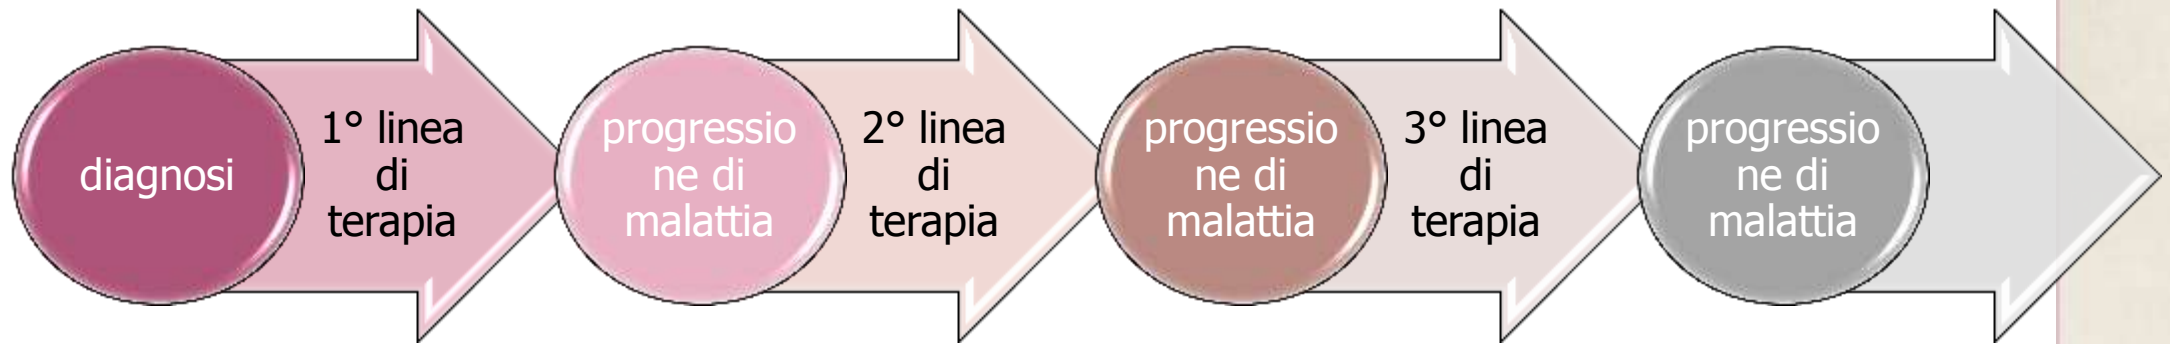 diagnosi
1° linea
di
terapia
progressio
ne di
malattia
2° linea
di
terapia
progressio
ne di
malattia
3° linea
di
terapia
progressio
ne di
malattia